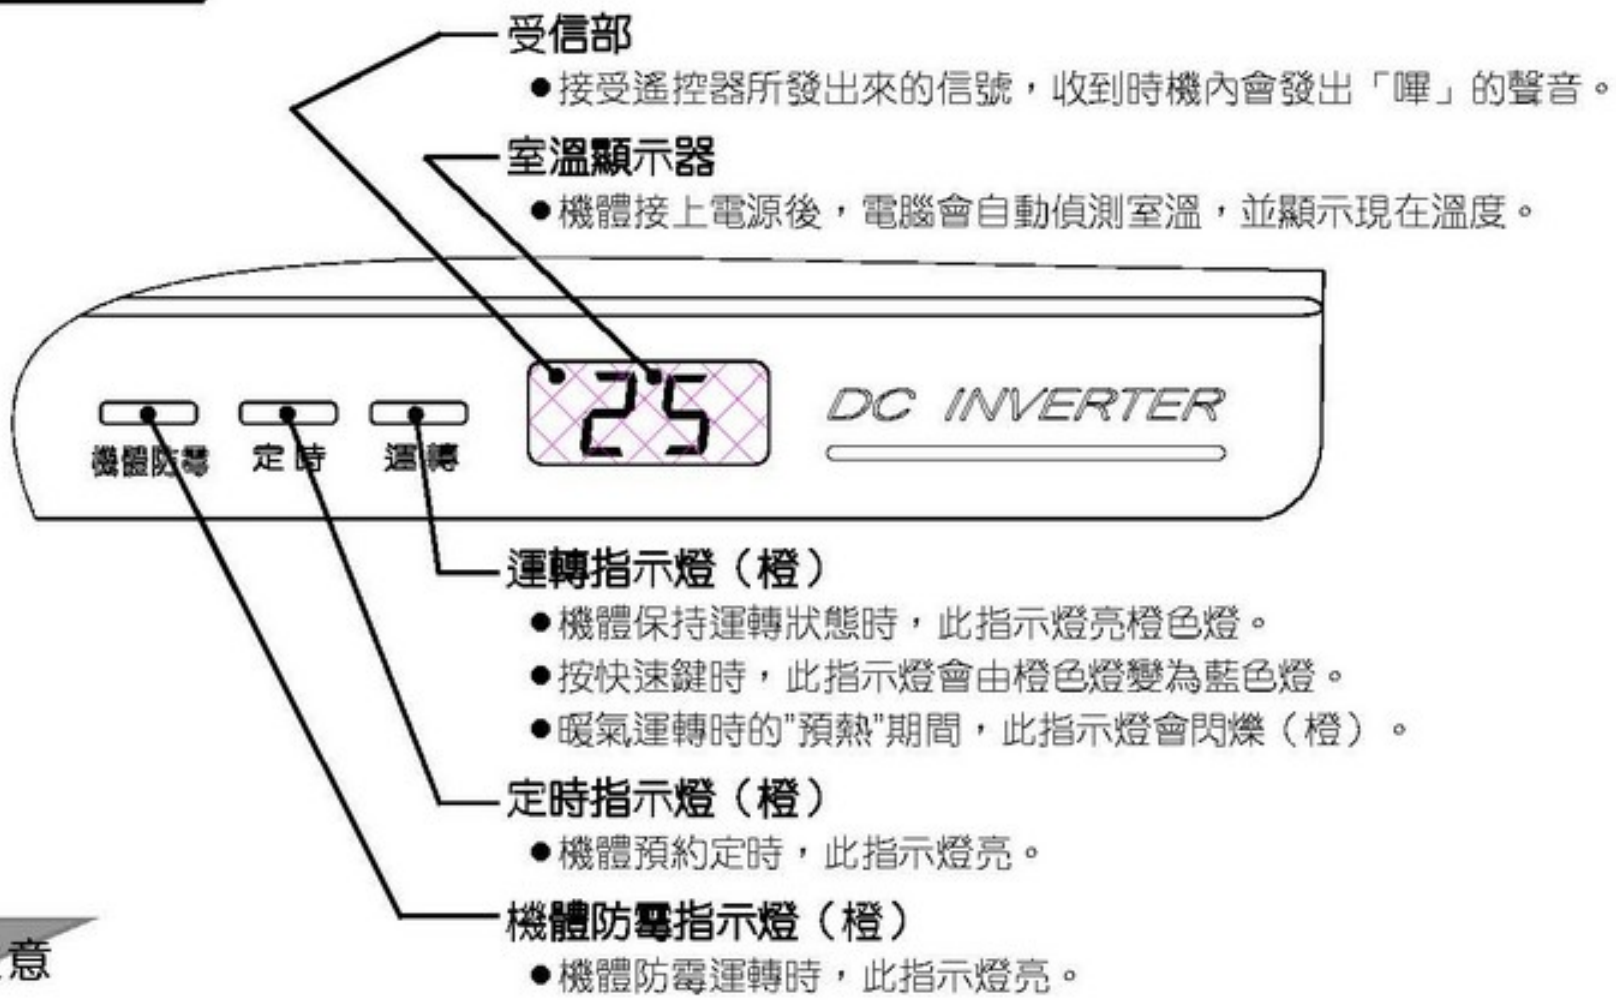 受信部
●接受遙控器所發出來的信號，收到時機內會發出「嗶」的聲音。
室溫顯示器
●機體接上電源後，電腦會自動偵測室溫，並顯示現在溫度。
25
DC INVERTER
機體防霉 定時 運轉
運轉指示燈（橙）
●機體保持運轉狀態時，此指示燈亮橙色燈。
●按快速鍵時，此指示燈會由橙色燈變為藍色燈。
●暖氣運轉時的"預熱"期間，此指示燈會閃爍（橙）。
定時指示燈（橙）
●機體預約定時，此指示燈亮。
機體防霉指示燈（橙）
●機體防霉運轉時，此指示燈亮。
意